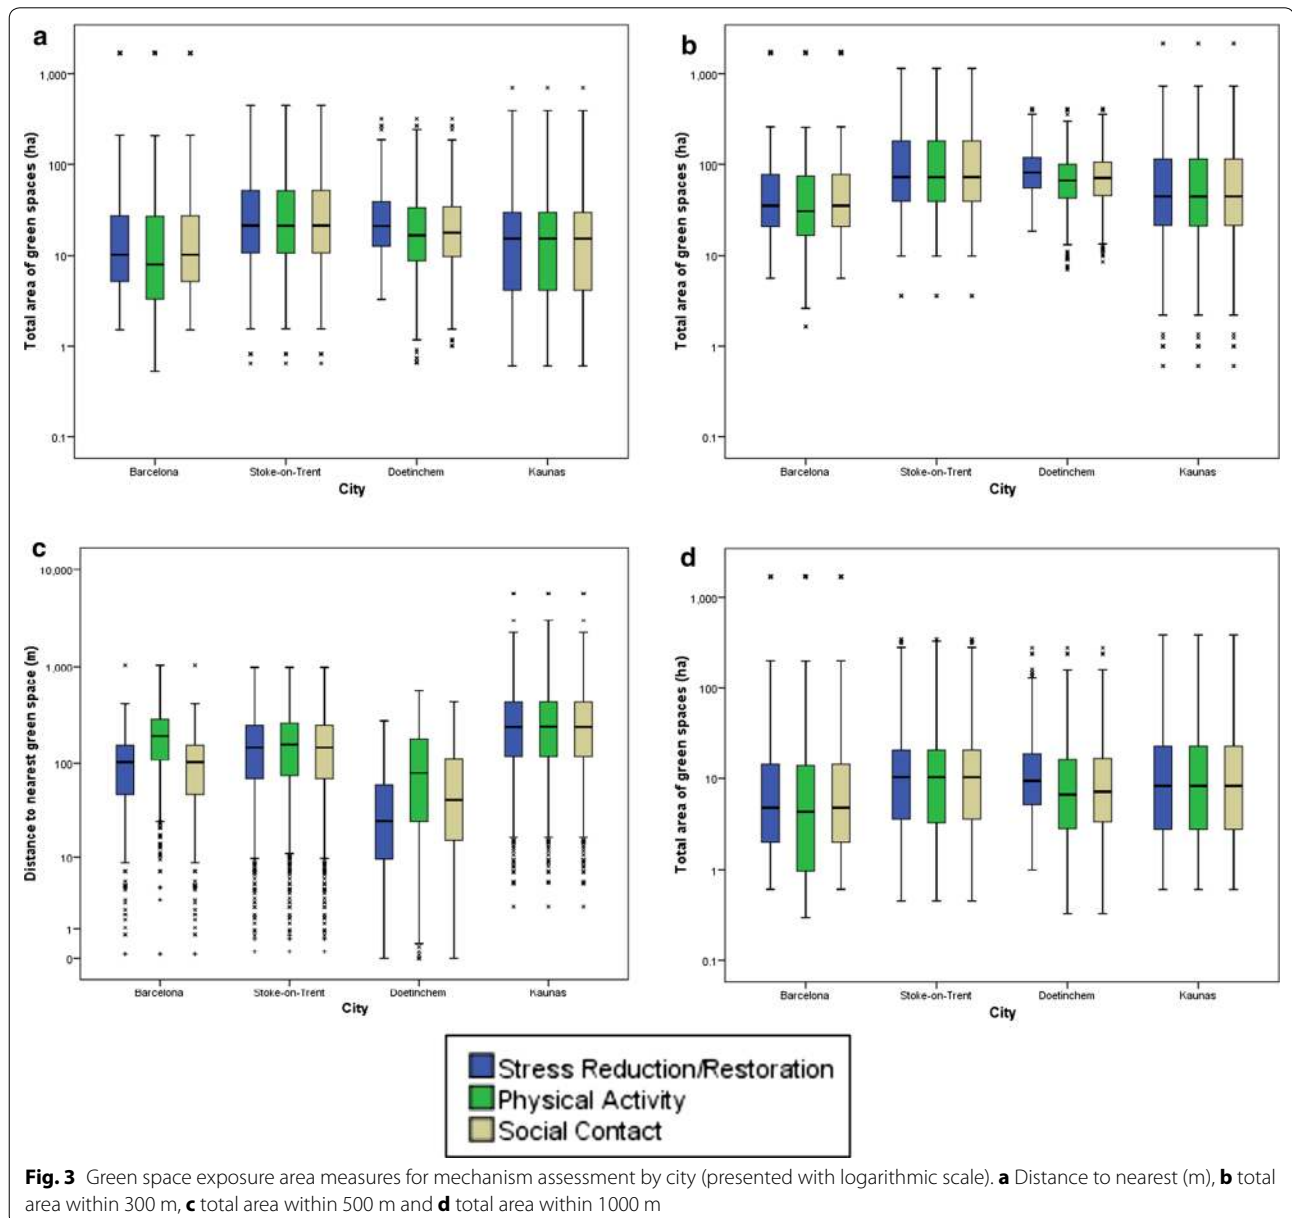 a
Total area of green spaces (ha)
1,000
100
10
1
0.1
Barcelona Stoke-on-Trent Doetinchem Kaunas
City
b
Total area of green spaces (ha)
1,000
100
10
1
0.1
Barcelona Stoke-on-Trent Doetinchem Kaunas
City
c
Distance to nearest green space (m)
10,000
1,000
100
10
1
0
Barcelona Stoke-on-Trent Doetinchem Kaunas
City
d
Total area of green spaces (ha)
1,000
100
10
1
0.1
Barcelona Stoke-on-Trent Doetinchem Kaunas
City
Stress Reduction/Restoration
Physical Activity
Social Contact
Fig. 3 Green space exposure area measures for mechanism assessment by city (presented with logarithmic scale). a Distance to nearest (m), b total
area within 300 m, c total area within 500 m and d total area within 1000 m